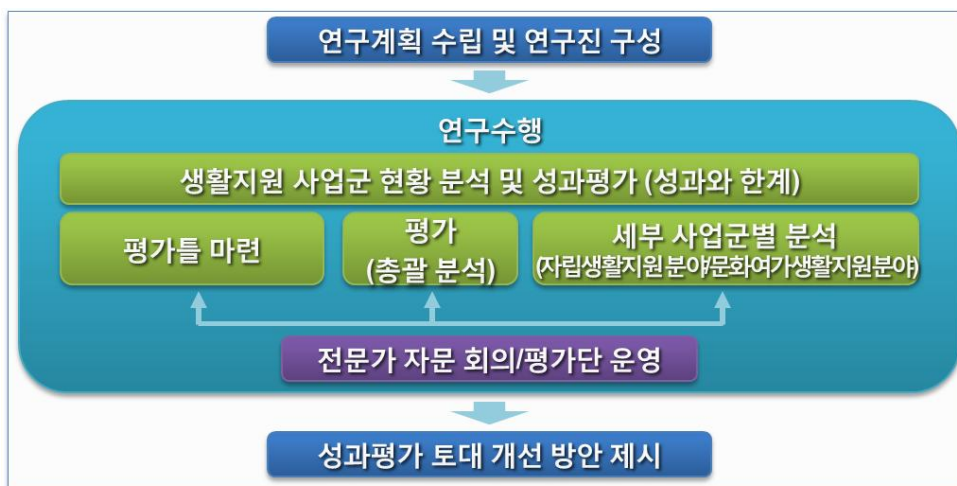 연구계획 수립 및 연구진 구성
연구수행
생활지원 사업군 현황 분석 및 성과평가 (성과와 한계)
평가틀 마련
평가
(총괄 분석)
세부 사업군별 분석
(자립생활지원 분야/문화여가생활지원분야)
전문가 자문 회의/평가단 운영
성과평가 토대 개선 방안 제시